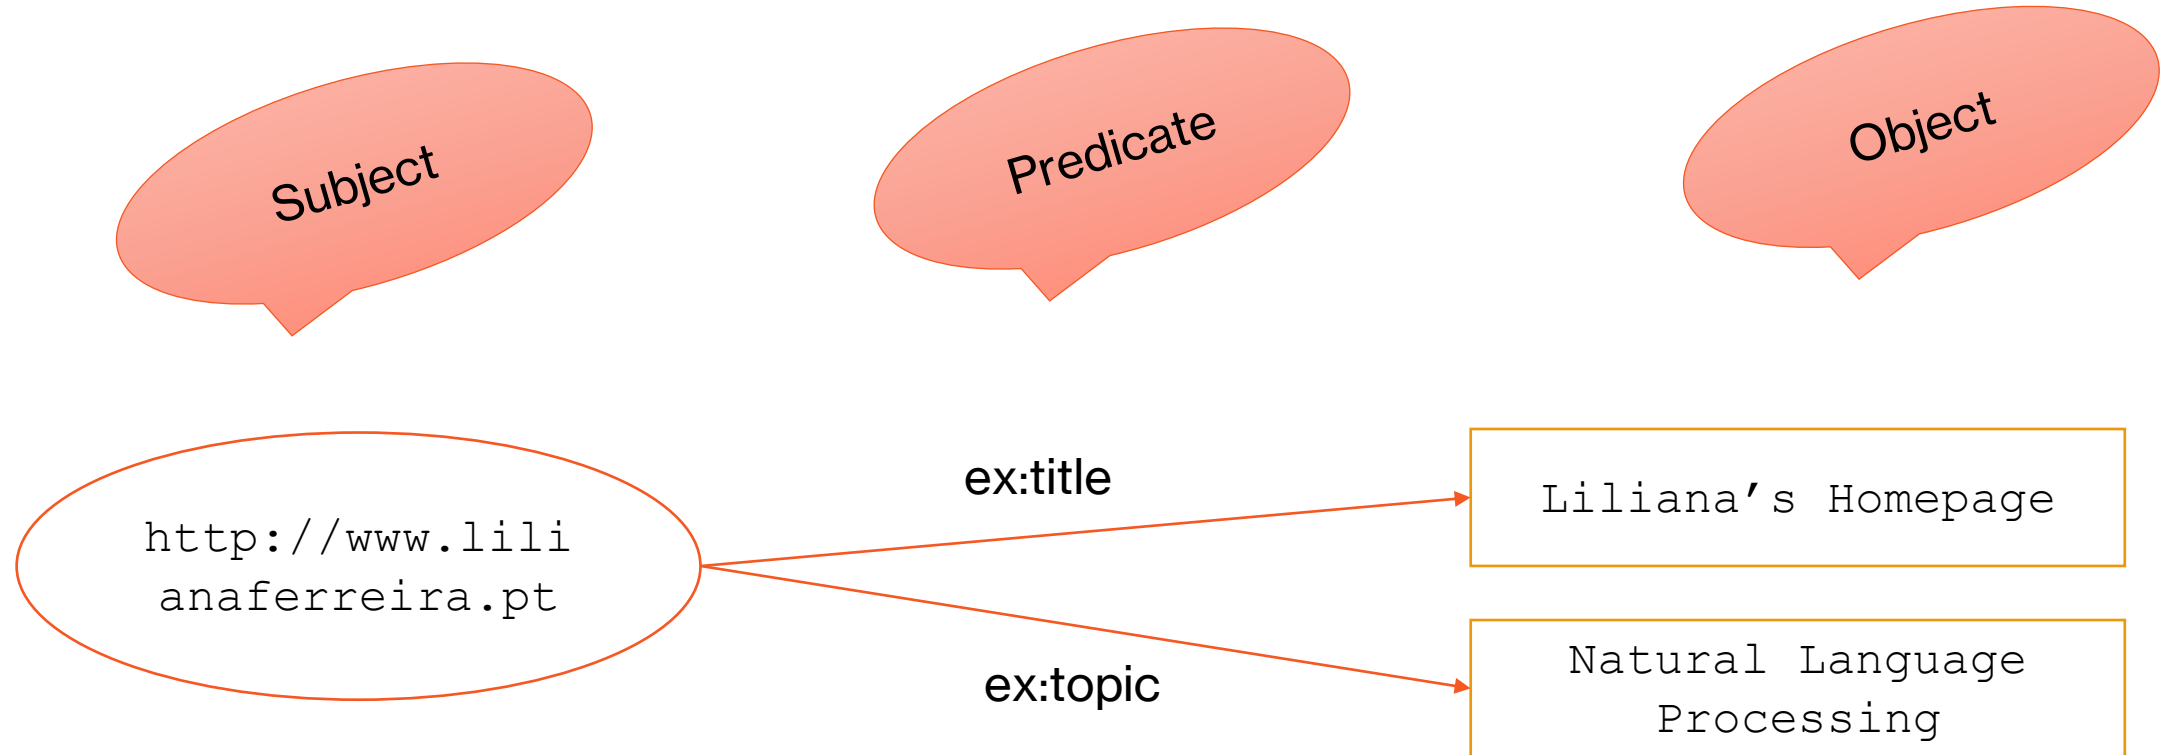 Subject
Predicate
Object
ex:title
Liliana’s Homepage
http://www.lili
anaferreira.pt
ex:topic
Natural Language
Processing